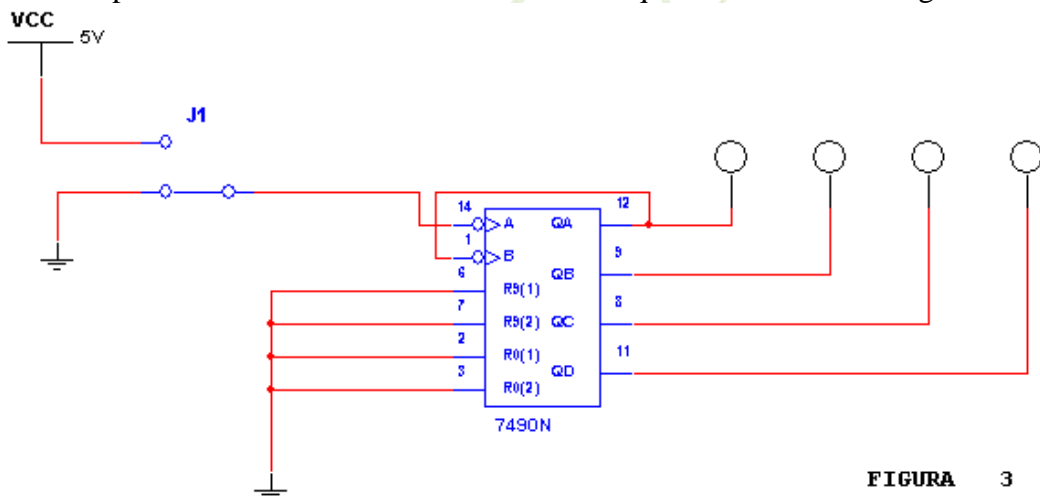 VCC
5V
J1
14
A
QA
12
1
B
9
6
QB
R9(1)
7
8
R9(2)
QC
2
R0(1)
11
3
QD
R0(2)
7490N
FIGURA 3